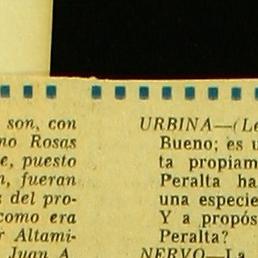 son, con
no Rosas
e, puesto
n, fueran
s del pro-
como era
r Altami-
Juan A.
URBINA—(Le
Bueno; es u
ta propiam
Peralta ha
una especie
Y a propós
Peralta?
NERVO—La